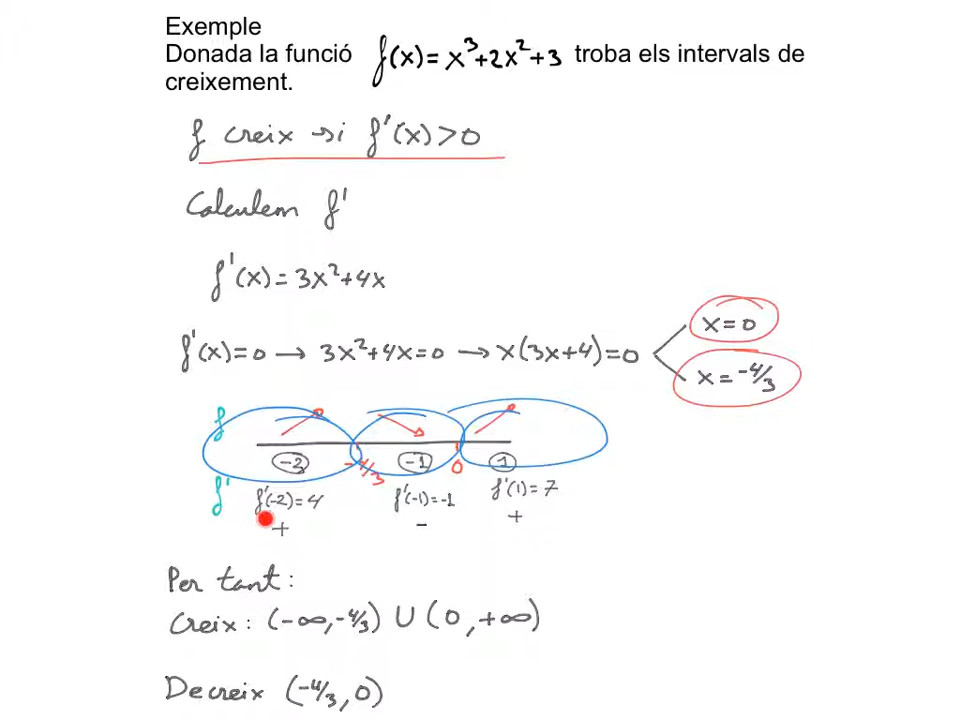 Exemple
Donada la funció f(x)=x³+2x²+3 troba els intervals de
creixement.
f creix → si f'(x)>0
Calculem f'
f'(x)=3x²+4x
f'(x)=0 → 3x²+4x=0 → x(3x+4)=0
x=0
x=-4/3
f
-2 -4/3 -1 0 1
f' f'(-2)=4 f'(-1)=-1 f'(1)=7
+ - +
Per tant:
Creix: (-∞,-4/3) ∪ (0,+∞)
Decreix (-4/3,0)